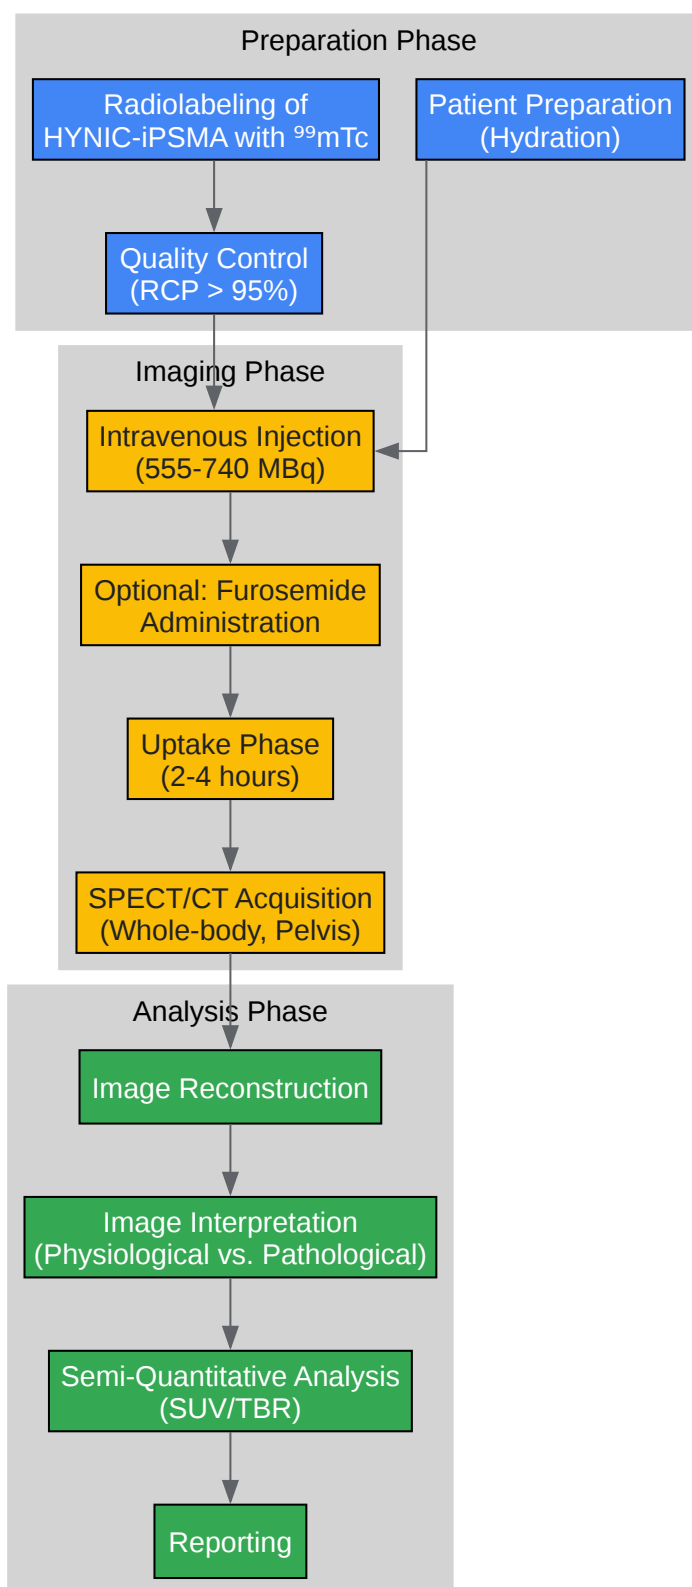 Preparation Phase
Radiolabeling of
HYNIC-iPSMA with ⁹⁹mTc
Patient Preparation
(Hydration)
Quality Control
(RCP > 95%)
Imaging Phase
Intravenous Injection
(555-740 MBq)
Optional: Furosemide
Administration
Uptake Phase
(2-4 hours)
SPECT/CT Acquisition
(Whole-body, Pelvis)
Analysis Phase
Image Reconstruction
Image Interpretation
(Physiological vs. Pathological)
Semi-Quantitative Analysis
(SUV/TBR)
Reporting